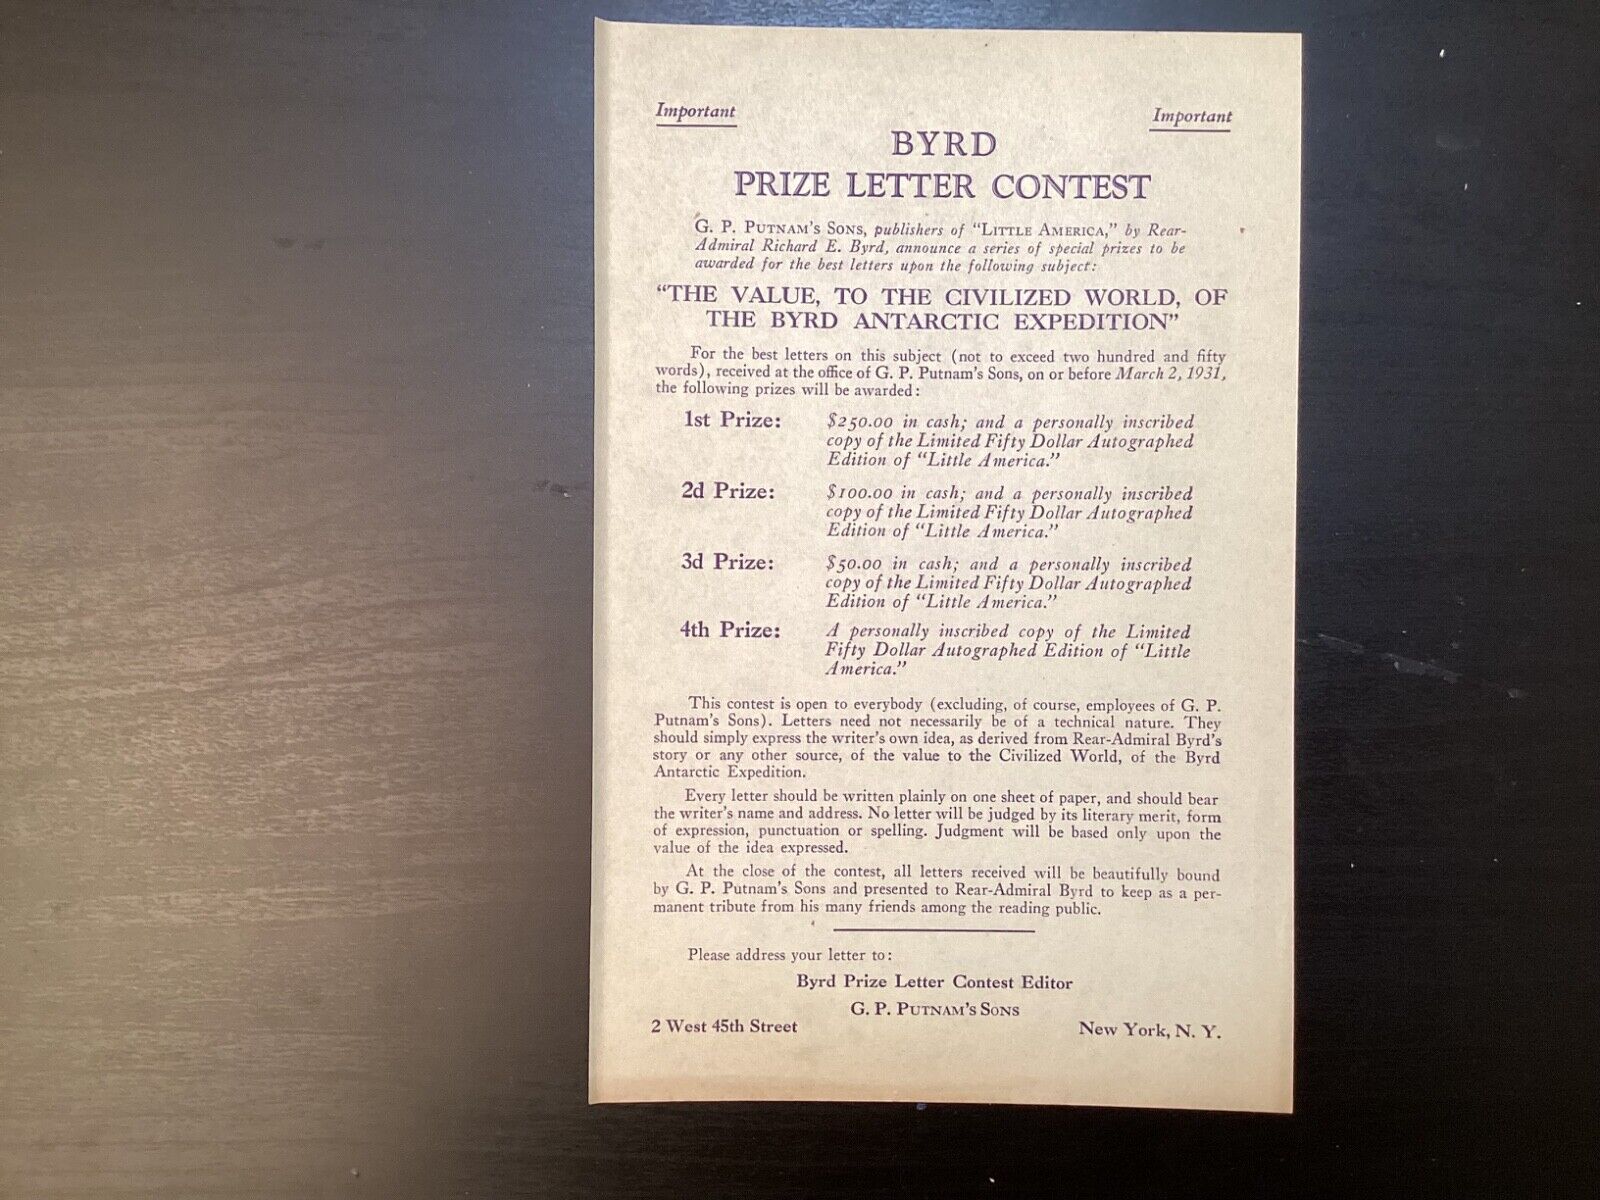 Important Important
BYRD
PRIZE LETTER CONTEST
G. P. PUTNAM'S SONS, publishers of "LITTLE AMERICA," by Rear-
Admiral Richard E. Byrd, announce a series of special prizes to be
awarded for the best letters upon the following subject:
"THE VALUE, TO THE CIVILIZED WORLD, OF
THE BYRD ANTARCTIC EXPEDITION"
For the best letters on this subject (not to exceed two hundred and fifty
words), received at the office of G. P. Putnam's Sons, on or before March 2, 1931,
the following prizes will be awarded:
1st Prize: $250.00 in cash; and a personally inscribed
copy of the Limited Fifty Dollar Autographed
Edition of "Little America."
2d Prize: $100.00 in cash; and a personally inscribed
copy of the Limited Fifty Dollar Autographed
Edition of "Little America."
3d Prize: $50.00 in cash; and a personally inscribed
copy of the Limited Fifty Dollar Autographed
Edition of "Little America."
4th Prize: A personally inscribed copy of the Limited
Fifty Dollar Autographed Edition of "Little
America."
This contest is open to everybody (excluding, of course, employees of G. P.
Putnam's Sons). Letters need not necessarily be of a technical nature. They
should simply express the writer's own idea, as derived from Rear-Admiral Byrd's
story or any other source, of the value to the Civilized World, of the Byrd
Antarctic Expedition.
Every letter should be written plainly on one sheet of paper, and should bear
the writer's name and address. No letter will be judged by its literary merit, form
of expression, punctuation or spelling. Judgment will be based only upon the
value of the idea expressed.
At the close of the contest, all letters received will be beautifully bound
by G. P. Putnam's Sons and presented to Rear-Admiral Byrd to keep as a per-
manent tribute from his many friends among the reading public.
Please address your letter to:
Byrd Prize Letter Contest Editor
G. P. PUTNAM'S SONS
2 West 45th Street New York, N. Y.